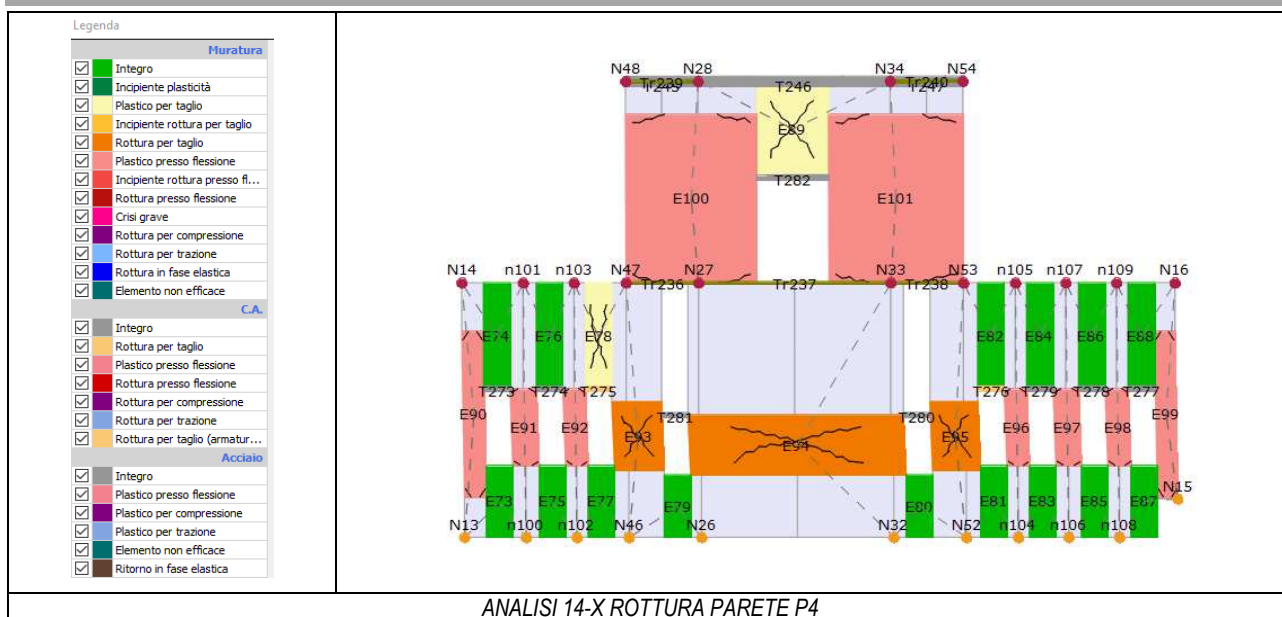 Legenda
Muratura
Integro
Incipiente plasticità
Plastico per taglio
Incipiente rottura per taglio
Rottura per taglio
Plastico presso flessione
Incipiente rottura presso fl...
Rottura presso flessione
Crisi grave
Rottura per compressione
Rottura per trazione
Rottura in fase elastica
Elemento non efficace
C.A.
Integro
Rottura per taglio
Plastico presso flessione
Rottura presso flessione
Rottura per compressione
Rottura per trazione
Rottura per taglio (armatur...
Acciaio
Integro
Plastico presso flessione
Plastico per compressione
Plastico per trazione
Elemento non efficace
Ritorno in fase elastica
N48 N28 N34 N54
Tr239 Tr240
T245 T246 T247
E89
T282
E100 E101
N14 n101 n103 N47 N27 N33 N53 n105 n107 n109 N16
Tr236 Tr237 Tr238
E74 E76 E78 E82 E84 E86 E88
T273 T274 T275 T276 T279 T278 T277
E90 E91 E92 E93 T281 E94 T280 E95 E96 E97 E98 E99
E73 E75 E77 E79 E80 E81 E83 E85 E87 N15
N13 n100 n102 N46 N26 N32 N52 n104 n106 n108
ANALISI 14-X ROTTURA PARETE P4